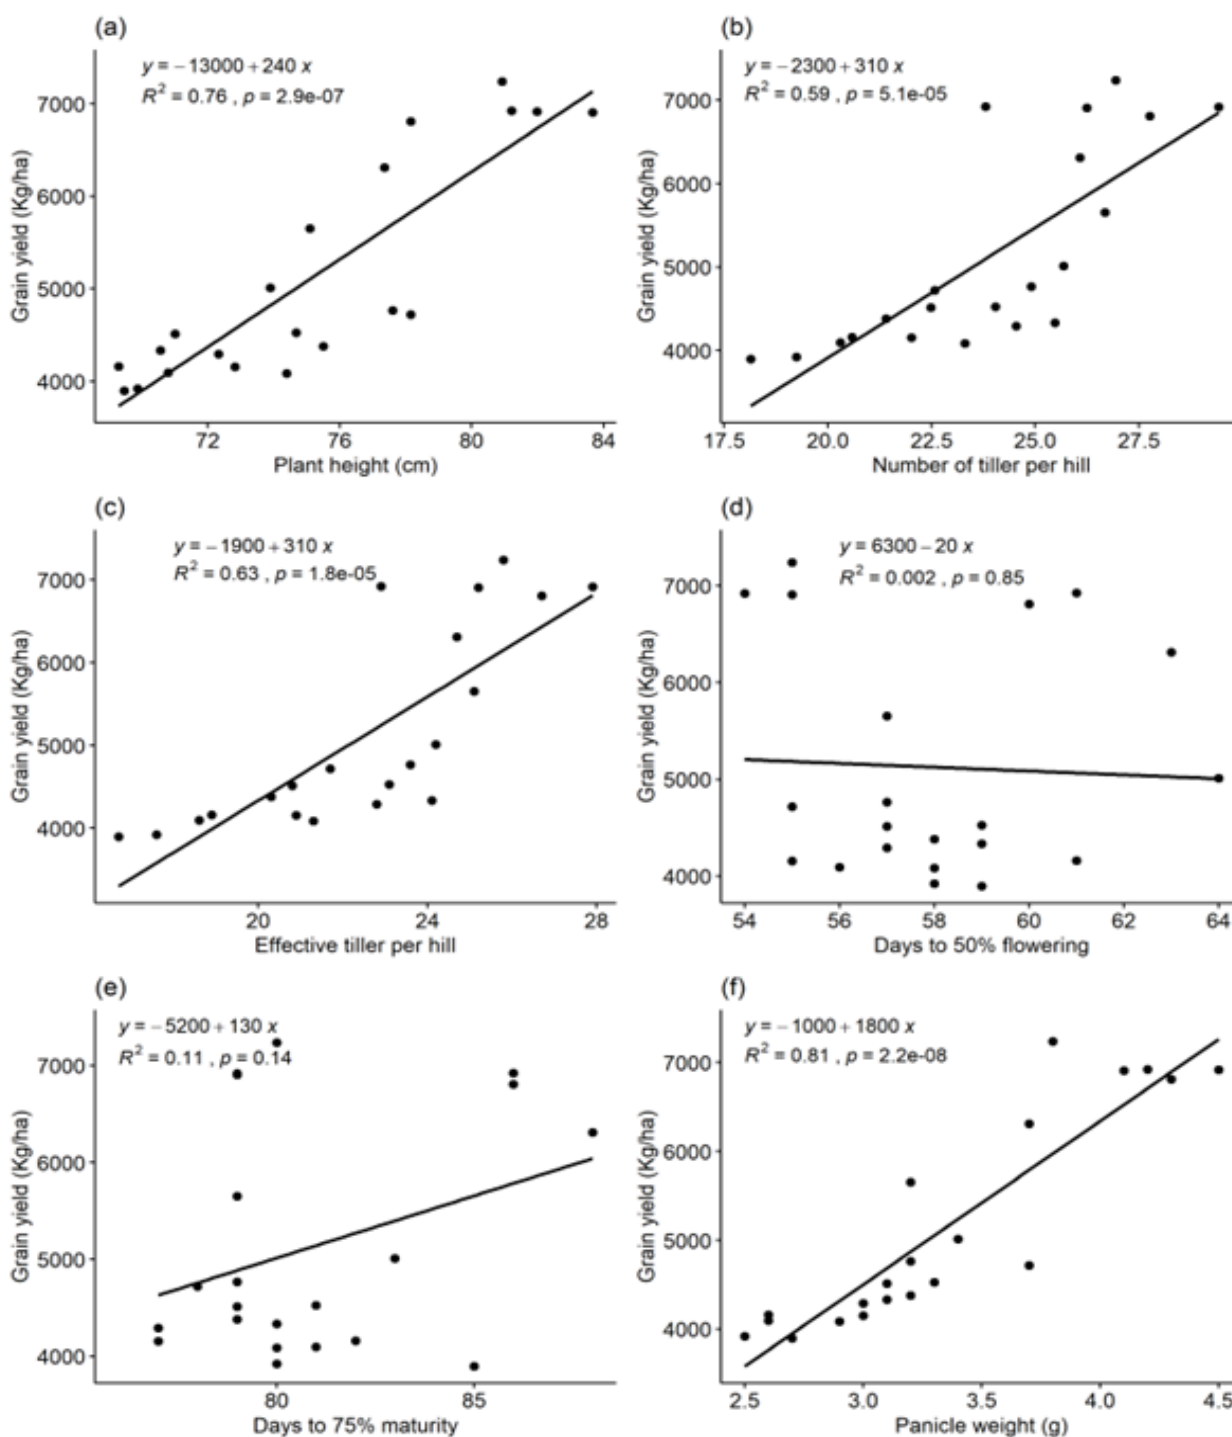 (a)
y = −13000 + 240 x
R² = 0.76 , p = 2.9e-07
Grain yield (Kg/ha)
7000
6000
5000
4000
72 76 80 84
Plant height (cm)
(b)
y = −2300 + 310 x
R² = 0.59 , p = 5.1e-05
Grain yield (Kg/ha)
7000
6000
5000
4000
17.5 20.0 22.5 25.0 27.5
Number of tiller per hill
(c)
y = −1900 + 310 x
R² = 0.63 , p = 1.8e-05
Grain yield (Kg/ha)
7000
6000
5000
4000
20 24 28
Effective tiller per hill
(d)
y = 6300 − 20 x
R² = 0.002 , p = 0.85
Grain yield (Kg/ha)
7000
6000
5000
4000
54 56 58 60 62 64
Days to 50% flowering
(e)
y = −5200 + 130 x
R² = 0.11 , p = 0.14
Grain yield (Kg/ha)
7000
6000
5000
4000
80 85
Days to 75% maturity
(f)
y = −1000 + 1800 x
R² = 0.81 , p = 2.2e-08
Grain yield (Kg/ha)
7000
6000
5000
4000
2.5 3.0 3.5 4.0 4.5
Panicle weight (g)